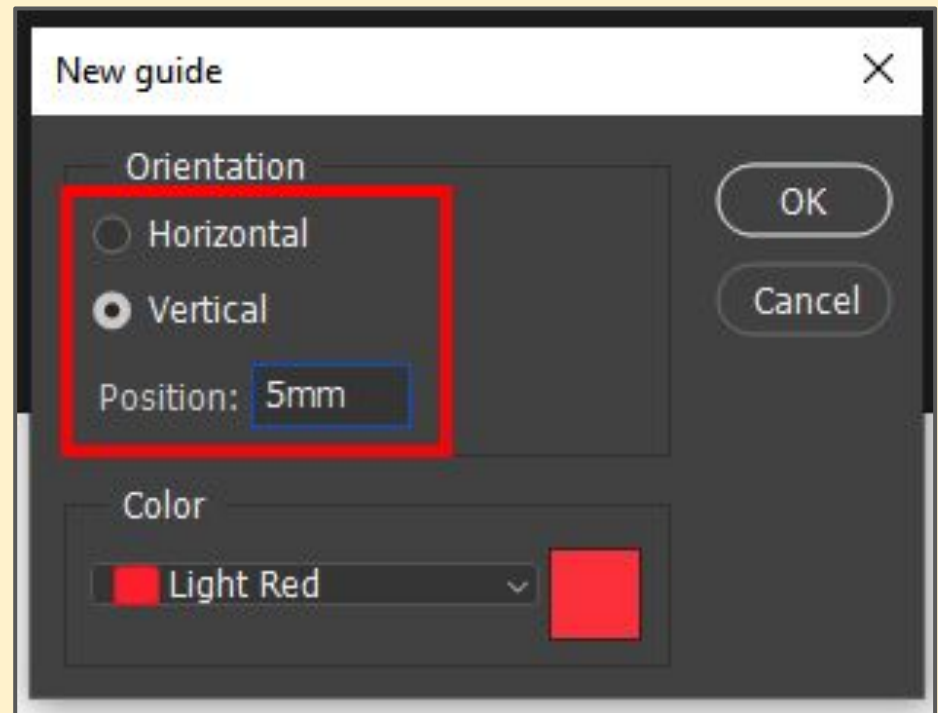 New guide
Orientation
Horizontal
OK
Vertical
Cancel
Position: 5mm
Color
Light Red